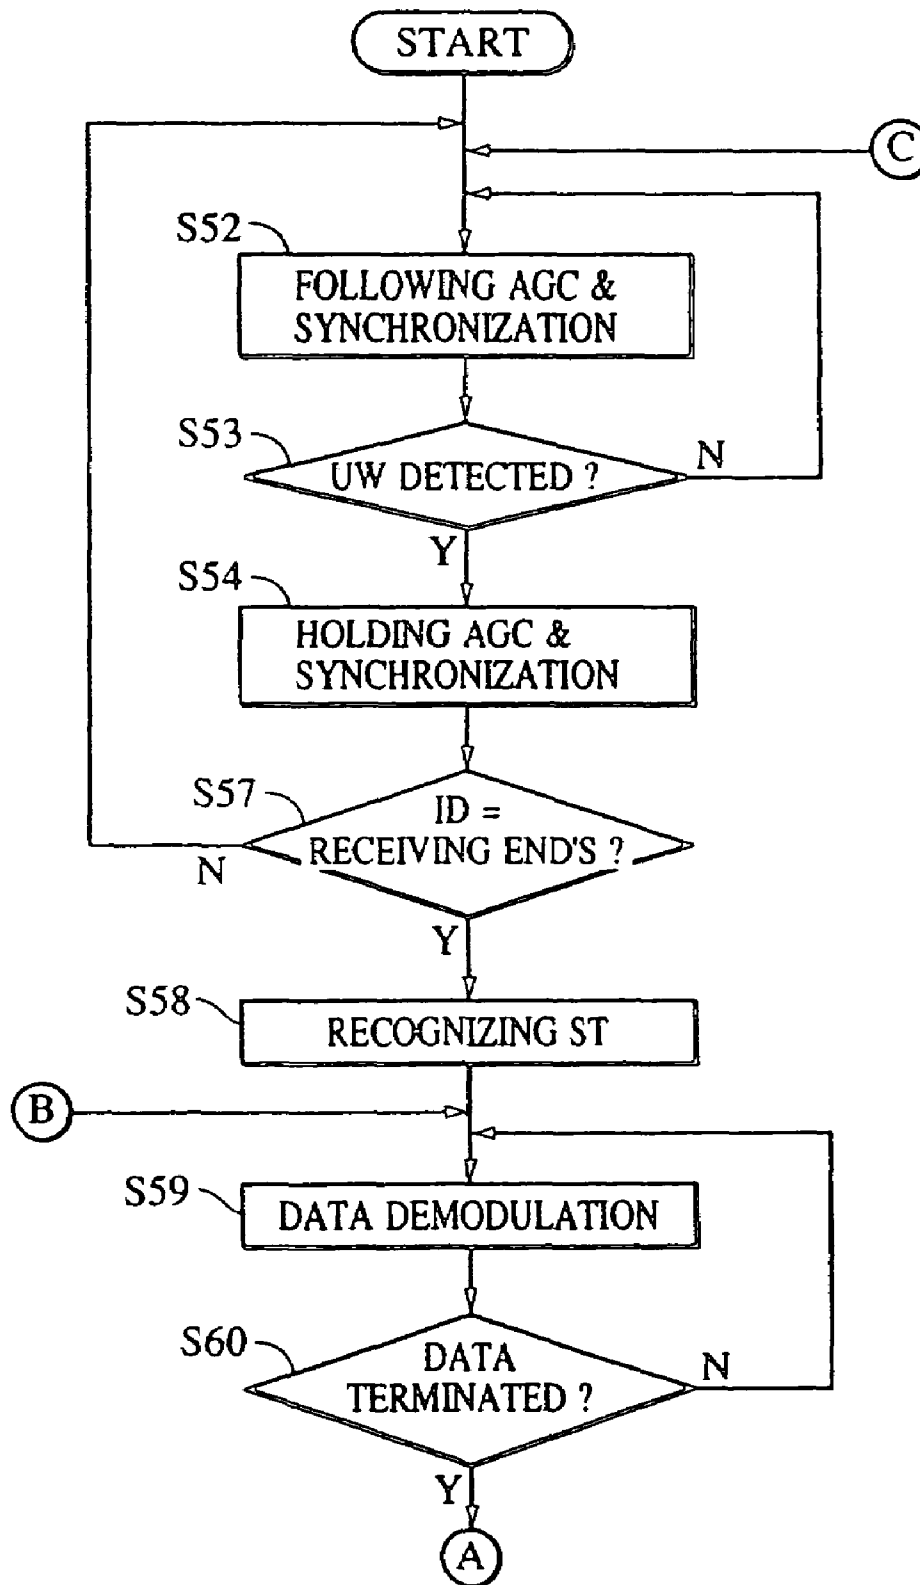 START
C
S52
FOLLOWING AGC &
SYNCHRONIZATION
S53
UW DETECTED ?
N
Y
S54
HOLDING AGC &
SYNCHRONIZATION
S57
ID =
RECEIVING END'S ?
N
Y
S58
RECOGNIZING ST
B
S59
DATA DEMODULATION
S60
DATA
TERMINATED ?
N
Y
A